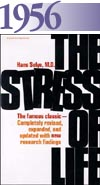 1956
Hans Selye, M.D.
THE
STRESS
OF
LIFE
The famous classic—
Completely revised,
expanded, and
updated with new
research findings